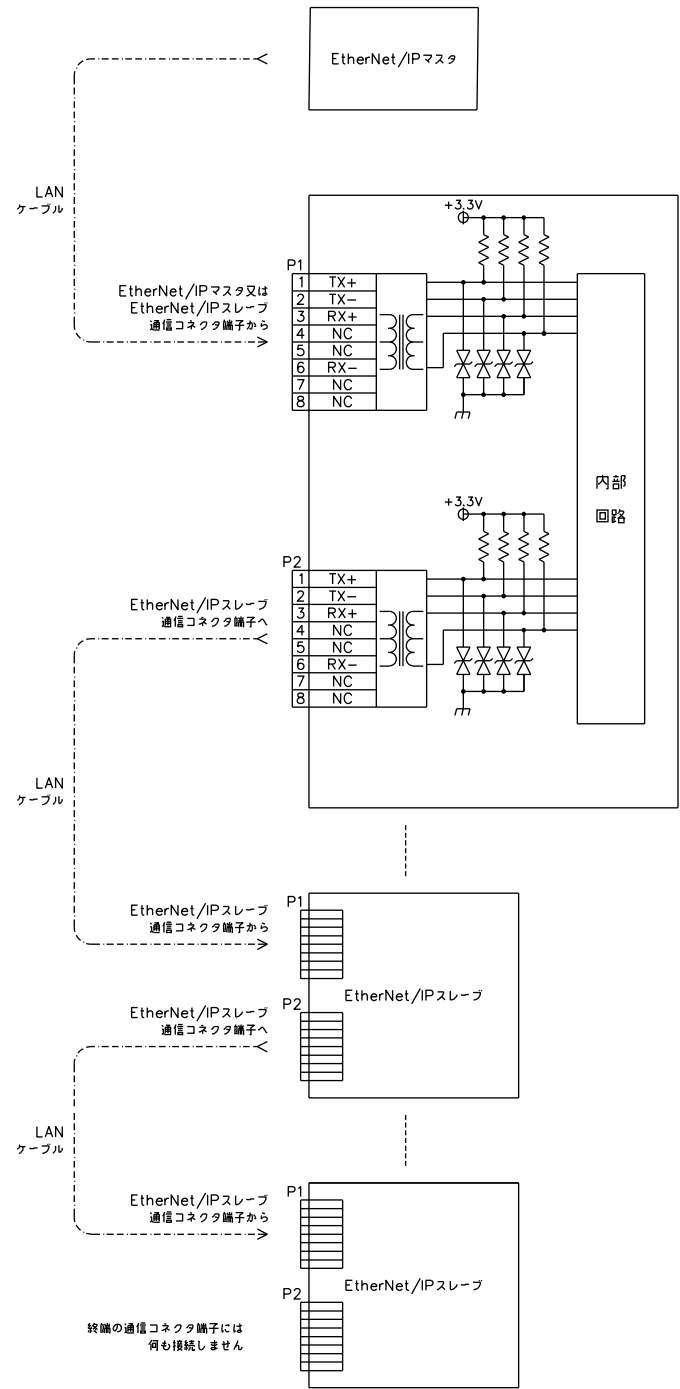 EtherNet/IPマスタ
LAN
ケーブル
+3.3V
P1
EtherNet/IPマスタ又は
EtherNet/IPスレーブ
通信コネクタ端子から
1 TX+
2 TX−
3 RX+
4 NC
5 NC
6 RX−
7 NC
8 NC
内部
回路
+3.3V
P2
EtherNet/IPスレーブ
通信コネクタ端子へ
1 TX+
2 TX−
3 RX+
4 NC
5 NC
6 RX−
7 NC
8 NC
LAN
ケーブル
P1
EtherNet/IPスレーブ
通信コネクタ端子から
EtherNet/IPスレーブ
P2
EtherNet/IPスレーブ
通信コネクタ端子へ
LAN
ケーブル
P1
EtherNet/IPスレーブ
通信コネクタ端子から
EtherNet/IPスレーブ
P2
終端の通信コネクタ端子には
何も接続しません